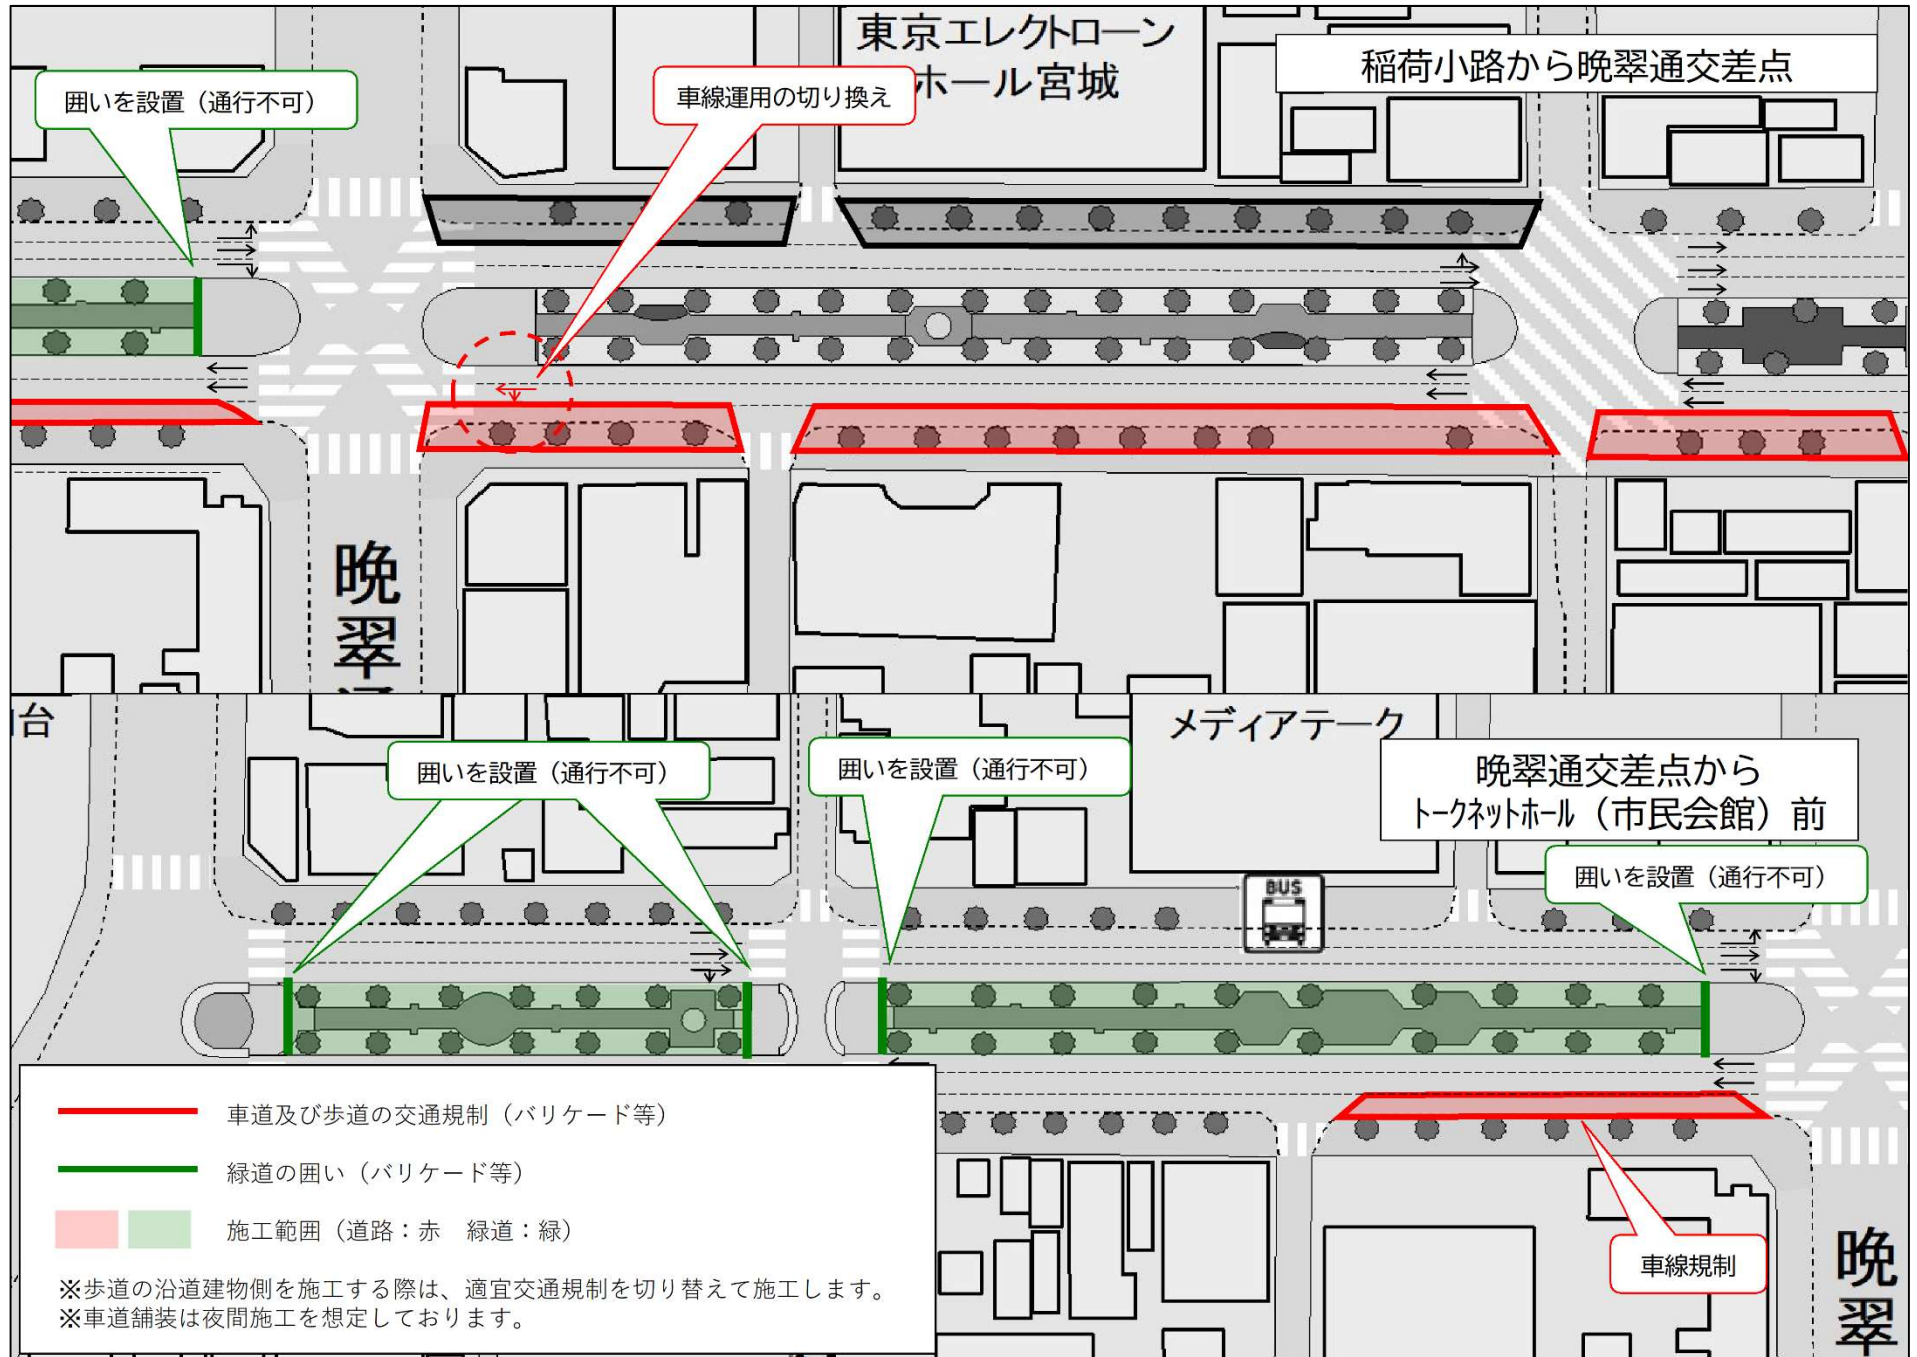 東京エレクトローン
ホール宮城
稲荷小路から晩翠通交差点
囲いを設置（通行不可）
車線運用の切り換え
晩
翠
台
メディアテーク
囲いを設置（通行不可）
囲いを設置（通行不可）
晩翠通交差点から
トークネットホール（市民会館）前
囲いを設置（通行不可）
BUS
車道及び歩道の交通規制（バリケード等）
緑道の囲い（バリケード等）
施工範囲（道路：赤　緑道：緑）
※歩道の沿道建物側を施工する際は、適宜交通規制を切り替えて施工します。
※車道舗装は夜間施工を想定しております。
車線規制
晩
翠